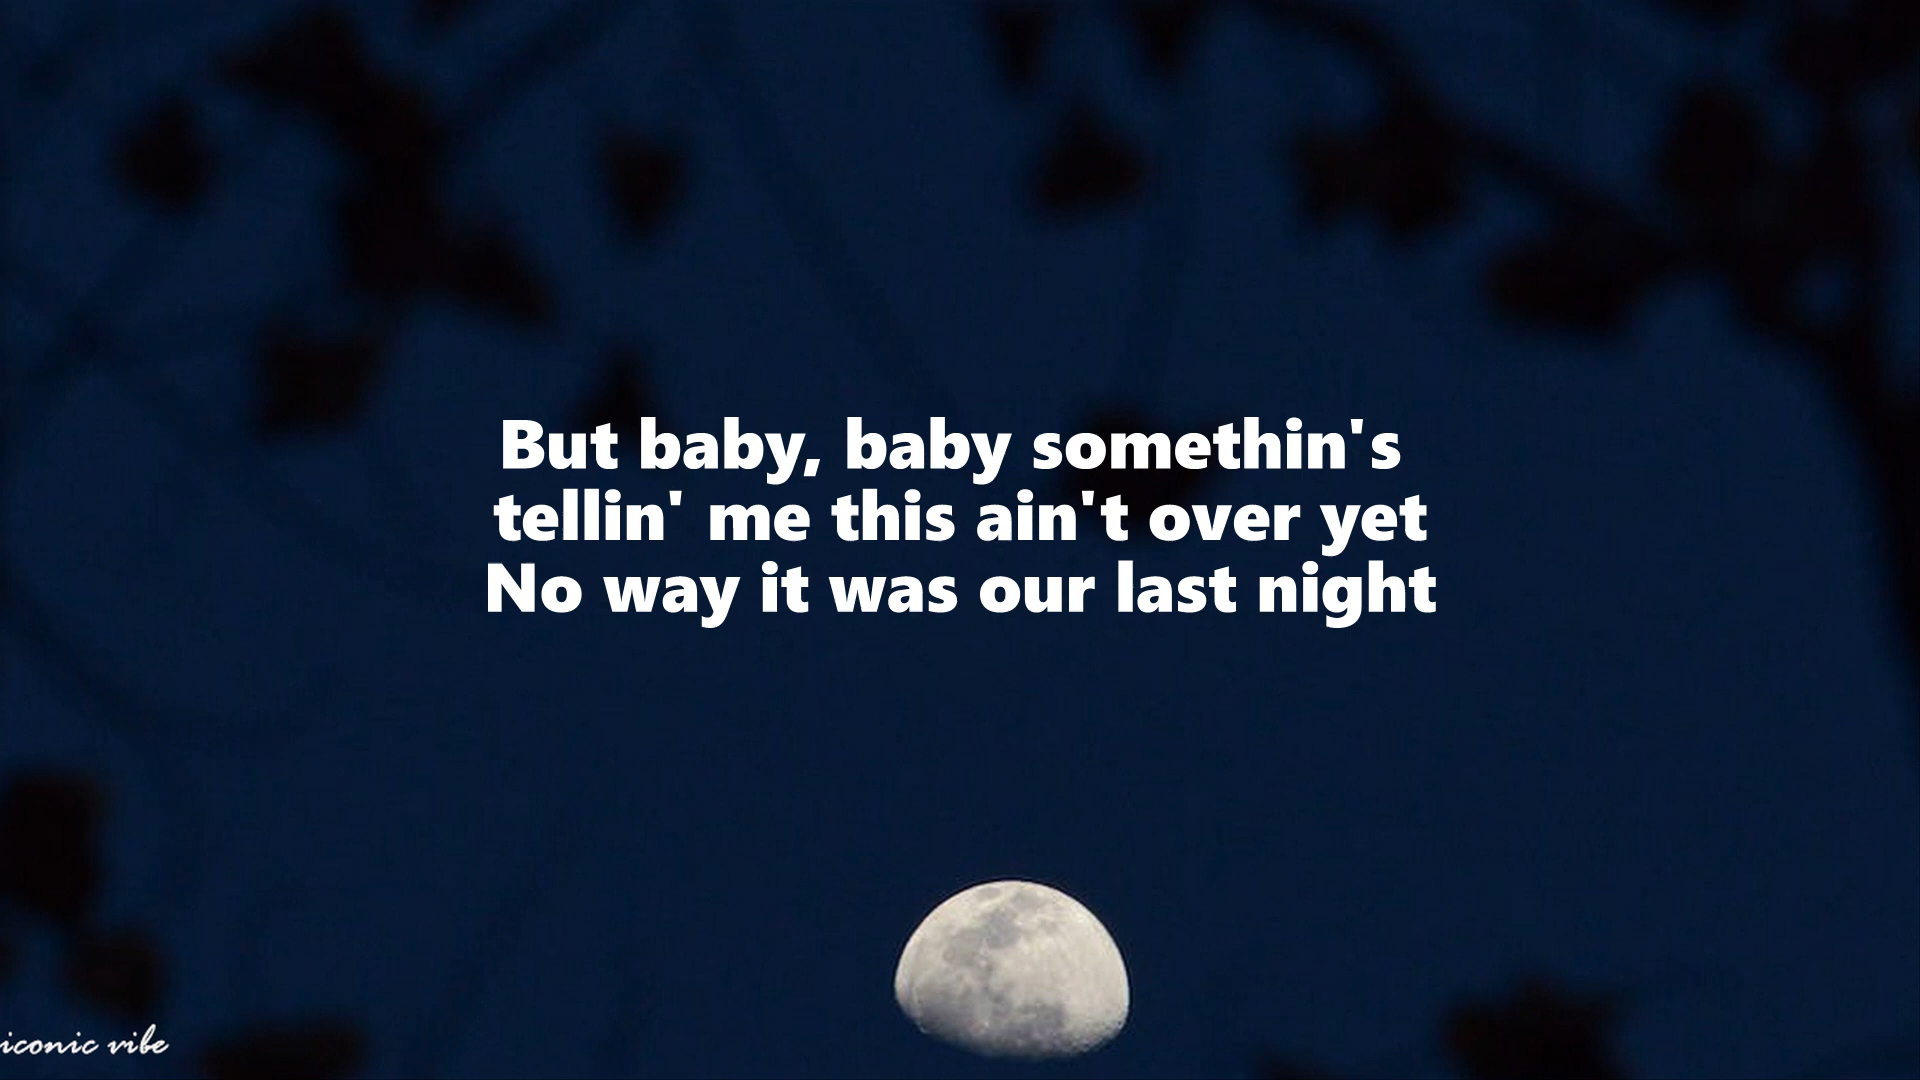 But baby, baby somethin's
tellin' me this ain't over yet
No way it was our last night
iconic vibe